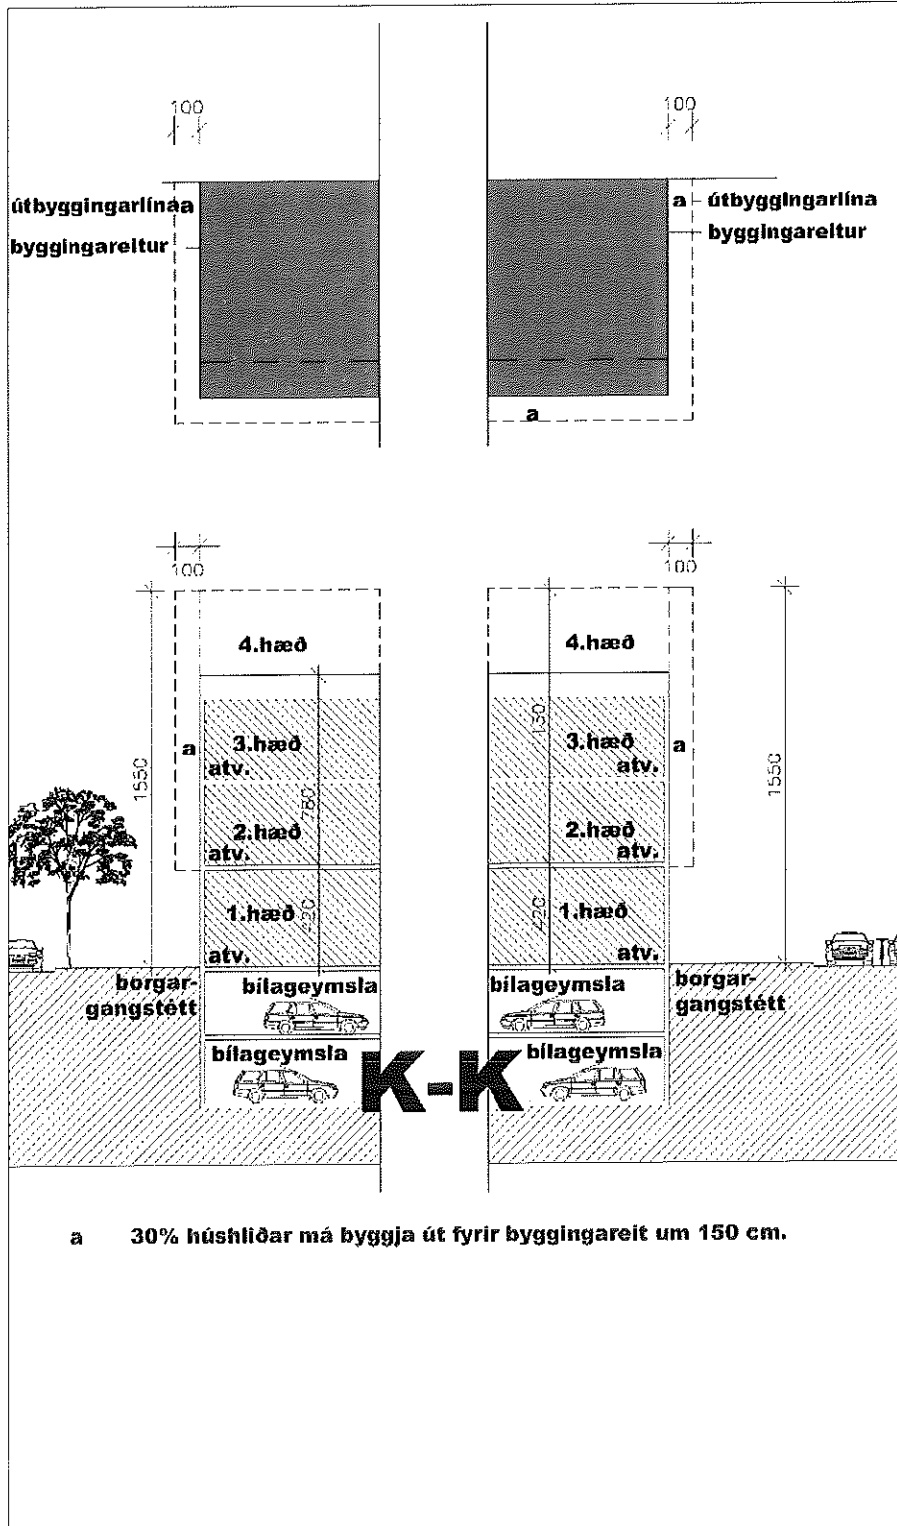 100
100
útbyggingarlína a
a útbyggingarlína
byggingareitur
byggingareitur
a
100
100
4.hæð
4.hæð
a
3.hæð
atv.
3.hæð
atv.
a
1550
1550
2.hæð
atv.
2.hæð
atv.
1.hæð
atv.
420
1.hæð
atv.
borgar-
gangstétt
bílageymsla
bílageymsla
borgar-
gangstétt
bílageymsla
bílageymsla
K-K
a 30% húshliðar má byggja út fyrir byggingareit um 150 cm.